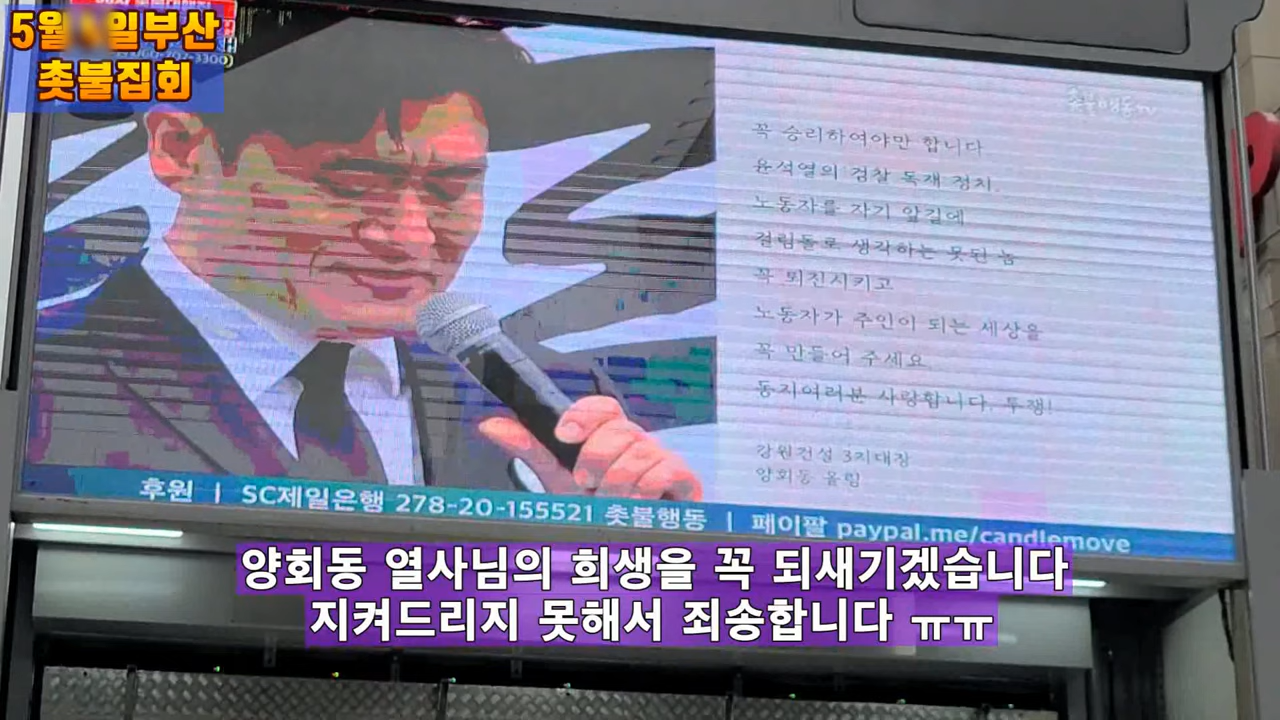 5월 일부산
촛불집회
촛불행동tv
꼭 승리하여야만 합니다
윤석열의 검찰 독재 정치.
노동자를 자기 앞길에
걸림돌로 생각하는 못된 놈
꼭 퇴진시키고
노동자가 주인이 되는 세상을
꼭 만들어 주세요.
동지여러분 사랑합니다. 투쟁!
강원건설 3지대장
양회동 올림
후원 | SC제일은행 278-20-155521 촛불행동 | 페이팔 paypal.me/candlemove
양회동 열사님의 희생을 꼭 되새기겠습니다
지켜드리지 못해서 죄송합니다 ㅠㅠ